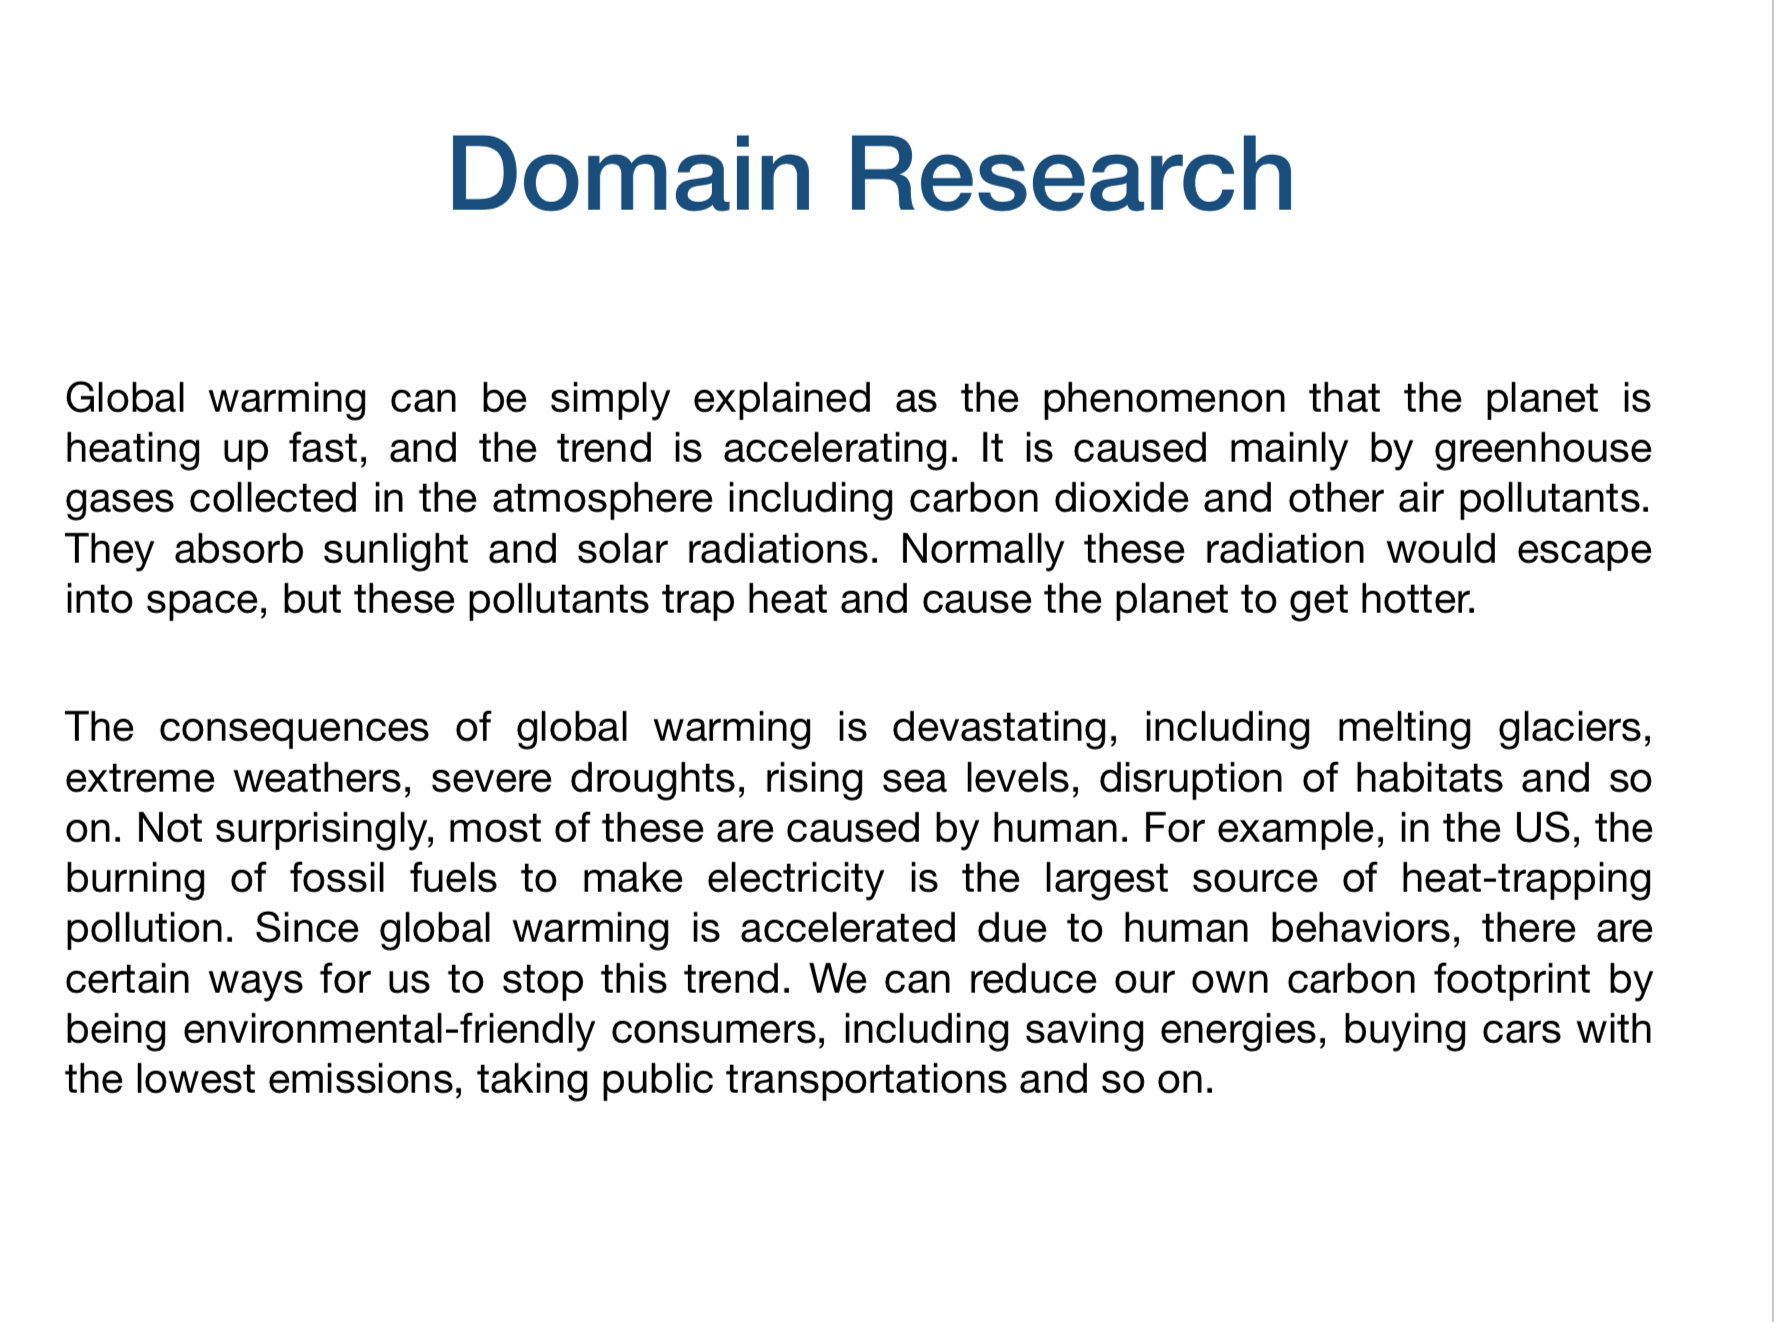 Domain Research
Global warming can be simply explained as the phenomenon that the planet is
heating up fast, and the trend is accelerating. It is caused mainly by greenhouse
gases collected in the atmosphere including carbon dioxide and other air pollutants.
They absorb sunlight and solar radiations. Normally these radiation would escape
into space, but these pollutants trap heat and cause the planet to get hotter.
The consequences of global warming is devastating, including melting glaciers,
extreme weathers, severe droughts, rising sea levels, disruption of habitats and so
on. Not surprisingly, most of these are caused by human. For example, in the US, the
burning of fossil fuels to make electricity is the largest source of heat-trapping
pollution. Since global warming is accelerated due to human behaviors, there are
certain ways for us to stop this trend. We can reduce our own carbon footprint by
being environmental-friendly consumers, including saving energies, buying cars with
the lowest emissions, taking public transportations and so on.